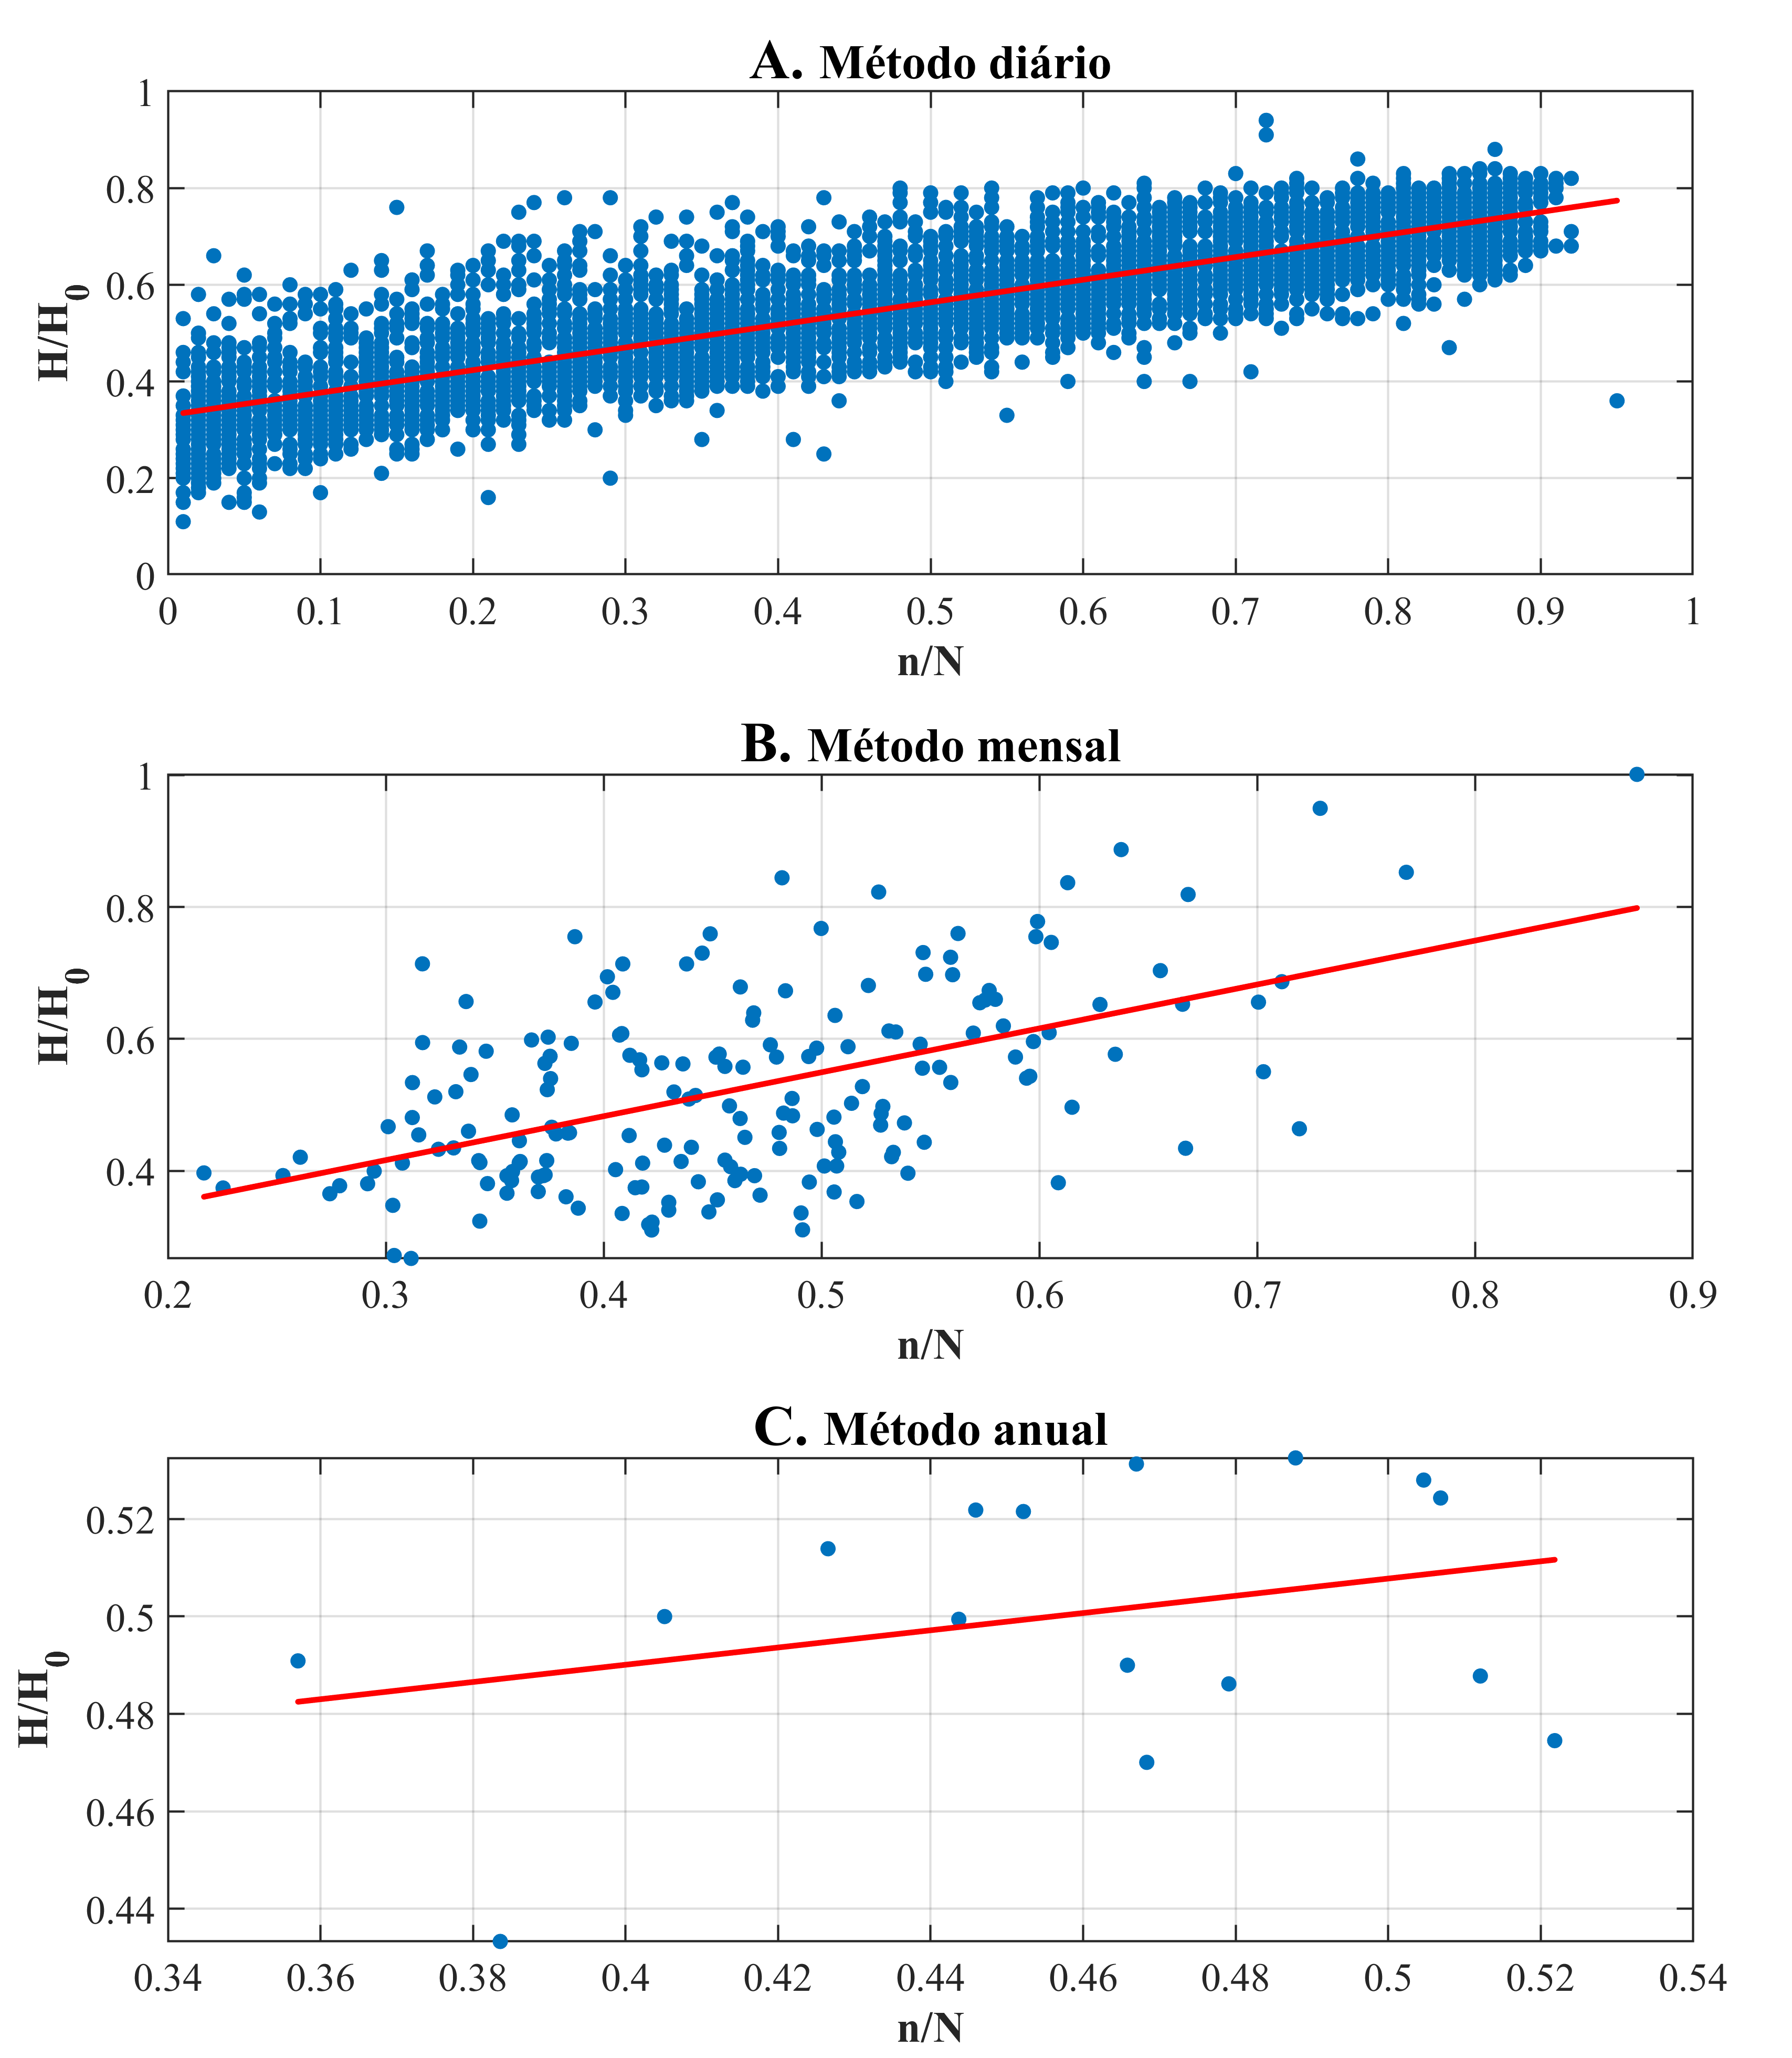 A. Método diário
1
0.8
0.6
0.4
0.2
0
H/H0
0 0.1 0.2 0.3 0.4 0.5 0.6 0.7 0.8 0.9 1
n/N
B. Método mensal
1
0.8
0.6
0.4
H/H0
0.2 0.3 0.4 0.5 0.6 0.7 0.8 0.9
n/N
C. Método anual
0.52
0.5
0.48
0.46
0.44
H/H0
0.34 0.36 0.38 0.4 0.42 0.44 0.46 0.48 0.5 0.52 0.54
n/N